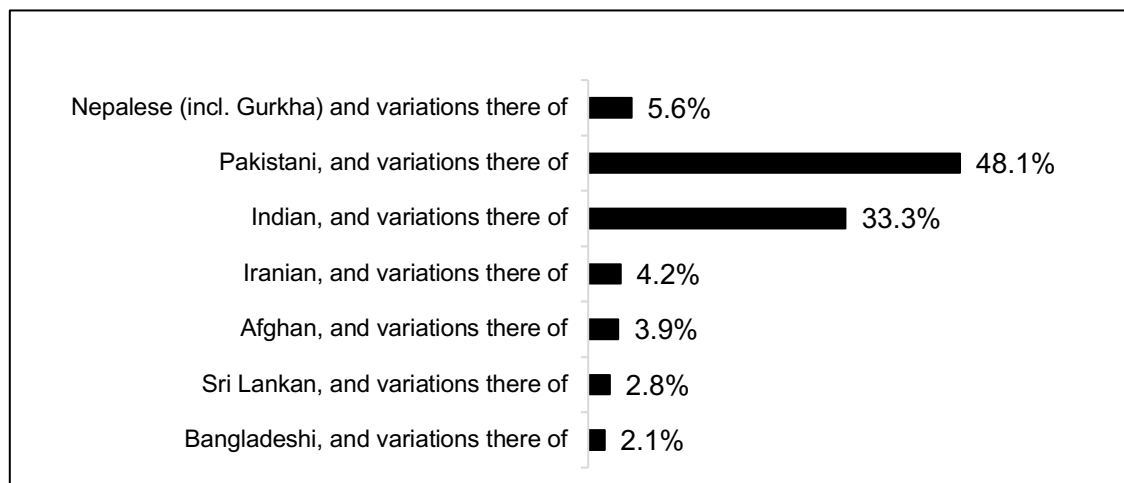 Nepalese (incl. Gurkha) and variations there of 5.6%
Pakistani, and variations there of 48.1%
Indian, and variations there of 33.3%
Iranian, and variations there of 4.2%
Afghan, and variations there of 3.9%
Sri Lankan, and variations there of 2.8%
Bangladeshi, and variations there of 2.1%